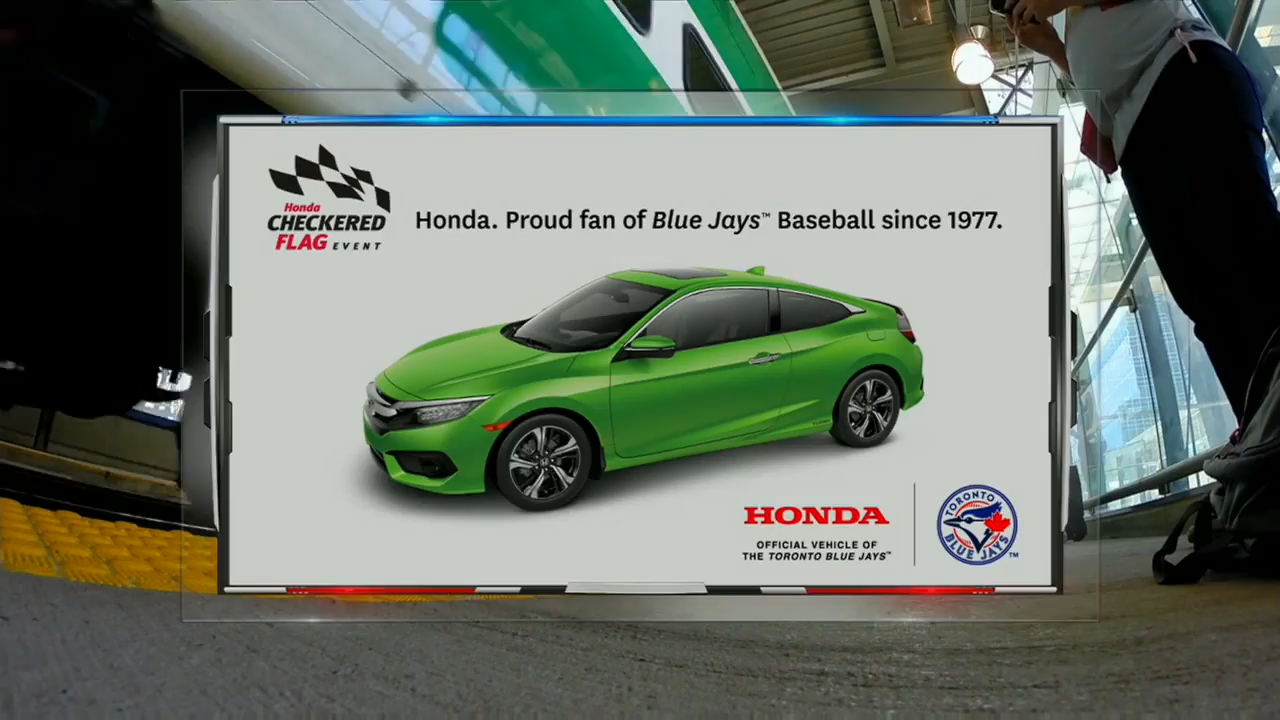 Honda
CHECKERED
FLAG EVENT
Honda. Proud fan of Blue Jays™ Baseball since 1977.
HONDA
OFFICIAL VEHICLE OF
THE TORONTO BLUE JAYS™
TORONTO
BLUE JAYS™